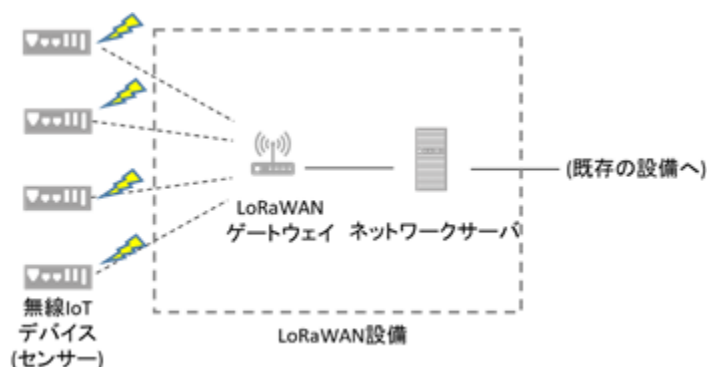 (既存の設備へ)
LoRaWAN
ゲートウェイ
ネットワークサーバ
無線IoT
デバイス
(センサー)
LoRaWAN設備